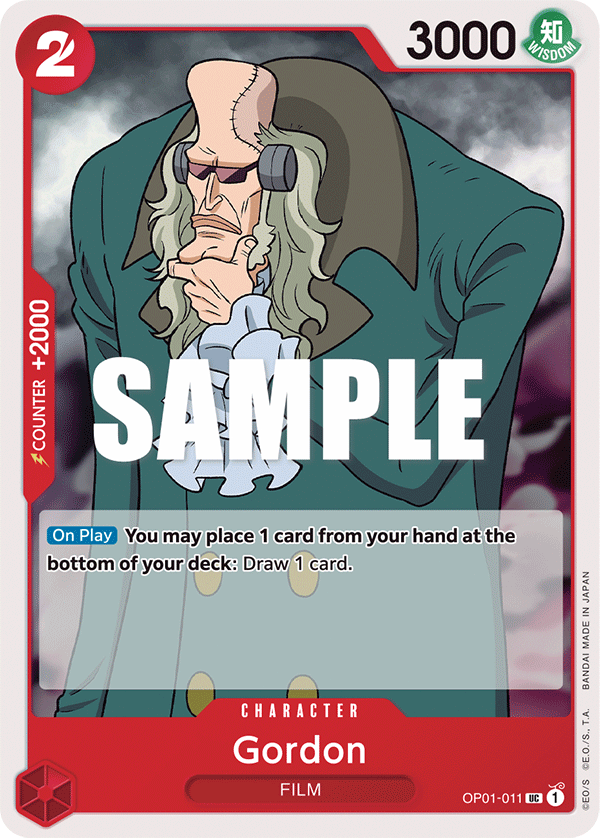 2
3000
知
WISDOM
COUNTER +2000
SAMPLE
On Play You may place 1 card from your hand at the
bottom of your deck: Draw 1 card.
CHARACTER
Gordon
FILM
OP01-011 UC 1
©EO/S ©E.O./S., T.A. BANDAI MADE IN JAPAN